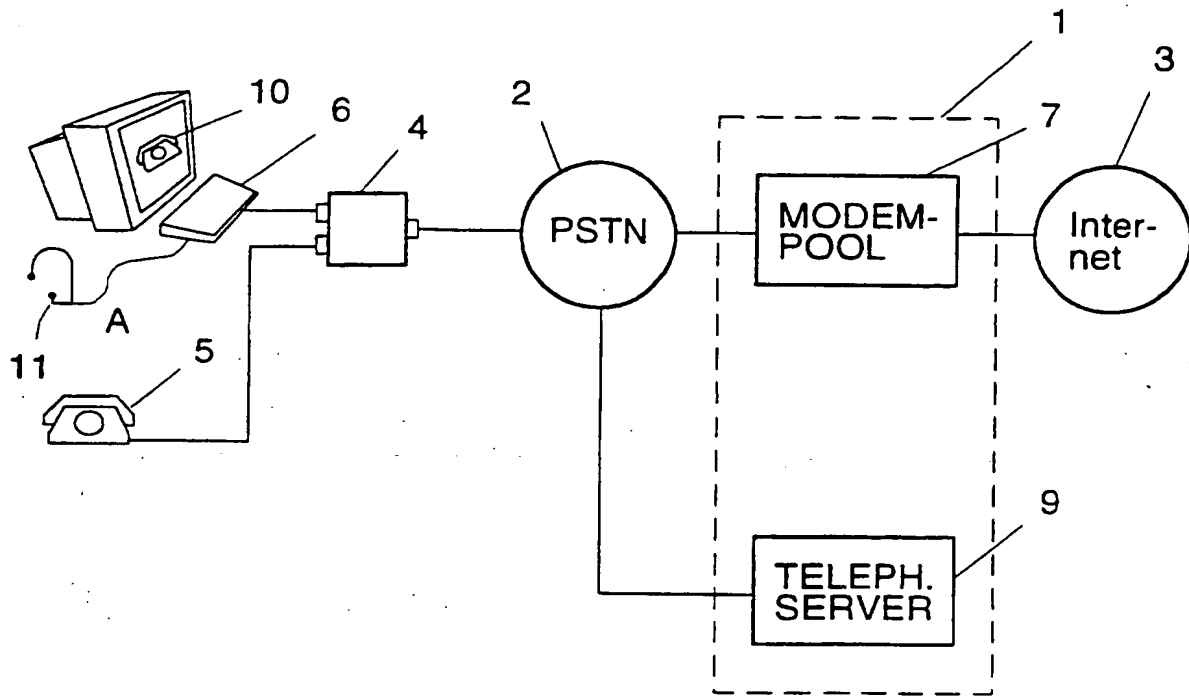 1
3
2
10
6
4
7
PSTN
MODEM-
POOL
Inter-
net
A
11
5
9
TELEPH.
SERVER